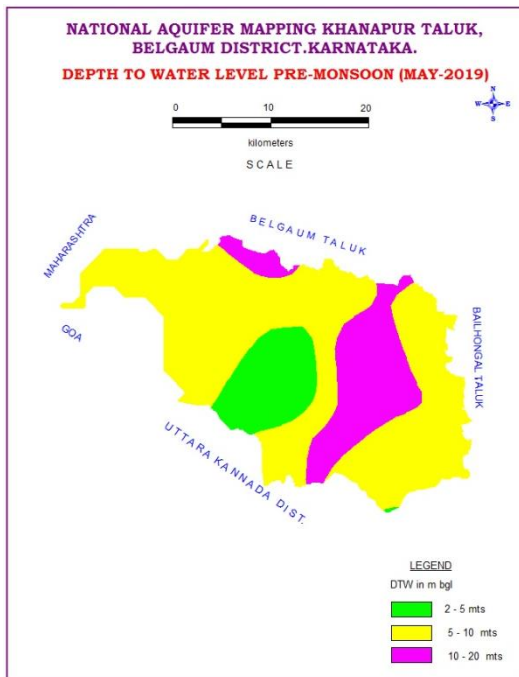 NATIONAL AQUIFER MAPPING KHANAPUR TALUK,
BELGAUM DISTRICT.KARNATAKA.
DEPTH TO WATER LEVEL PRE-MONSOON (MAY-2019)
0 10 20
kilometers
SCALE
N
W E
S
BELGAUM TALUK
MAHARASHTRA
GOA
BAILHONGAL TALUK
UTTARA KANNADA DIST.
LEGEND
DTW in m bgl
2 - 5 mts
5 - 10 mts
10 - 20 mts